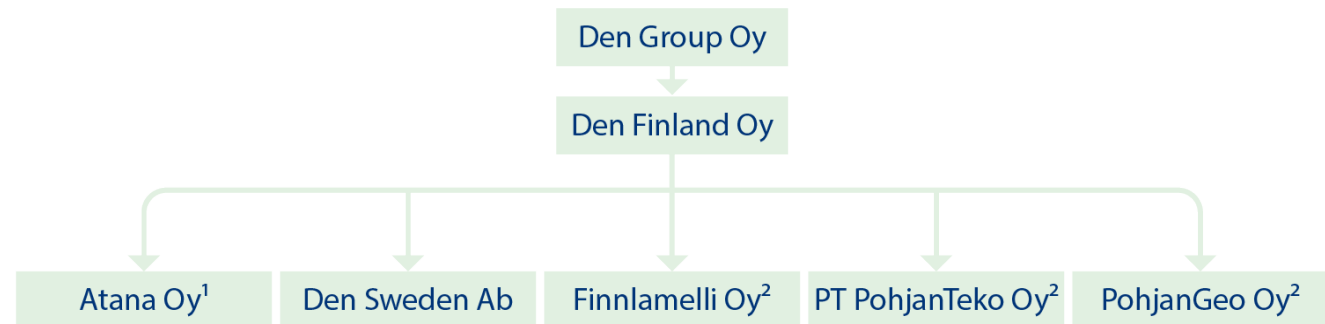 Den Group Oy
Den Finland Oy
Atana Oy¹
Den Sweden Ab
Finnlamelli Oy²
PT PohjanTeko Oy²
PohjanGeo Oy²